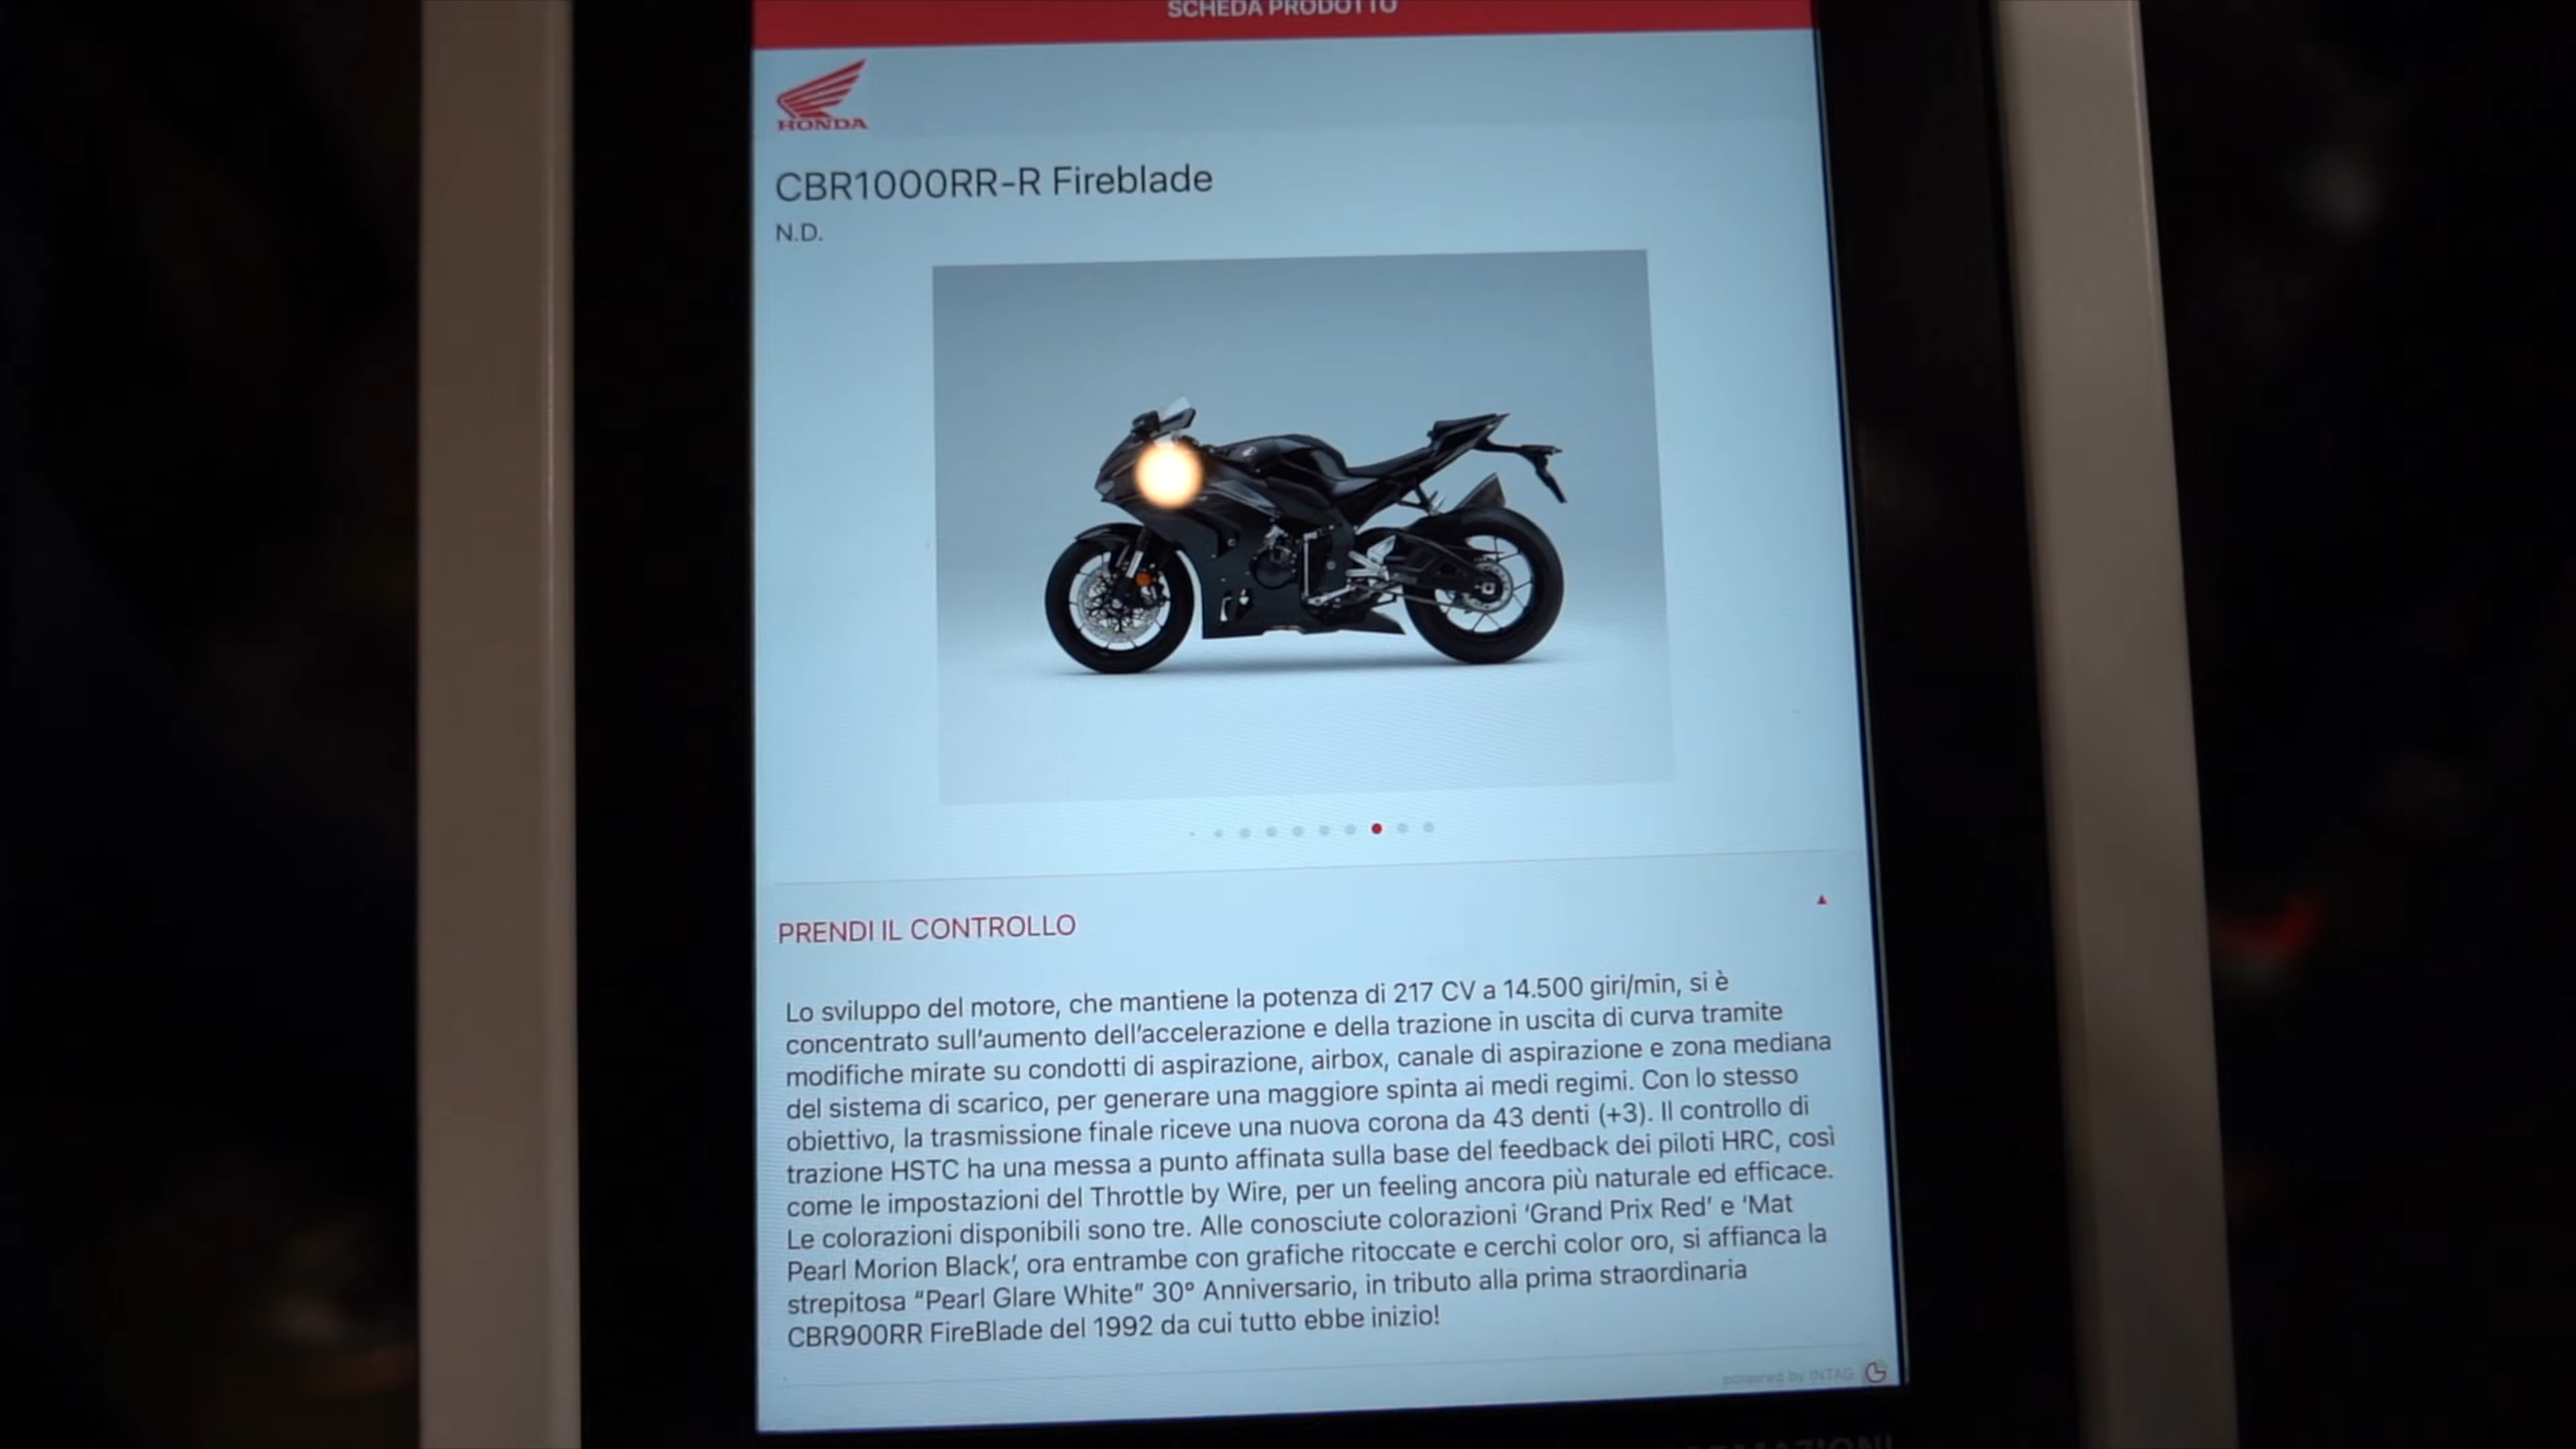 SCHEDA PRODOTTO
HONDA
CBR1000RR-R Fireblade
N.D.
PRENDI IL CONTROLLO
Lo sviluppo del motore, che mantiene la potenza di 217 CV a 14.500 giri/min, si è
concentrato sull'aumento dell'accelerazione e della trazione in uscita di curva tramite
modifiche mirate su condotti di aspirazione, airbox, canale di aspirazione e zona mediana
del sistema di scarico, per generare una maggiore spinta ai medi regimi. Con lo stesso
obiettivo, la trasmissione finale riceve una nuova corona da 43 denti (+3). Il controllo di
trazione HSTC ha una messa a punto affinata sulla base del feedback dei piloti HRC, così
come le impostazioni del Throttle by Wire, per un feeling ancora più naturale ed efficace.
Le colorazioni disponibili sono tre. Alle conosciute colorazioni 'Grand Prix Red' e 'Mat
Pearl Morion Black', ora entrambe con grafiche ritoccate e cerchi color oro, si affianca la
strepitosa "Pearl Glare White" 30° Anniversario, in tributo alla prima straordinaria
CBR900RR FireBlade del 1992 da cui tutto ebbe inizio!
powered by INTAG